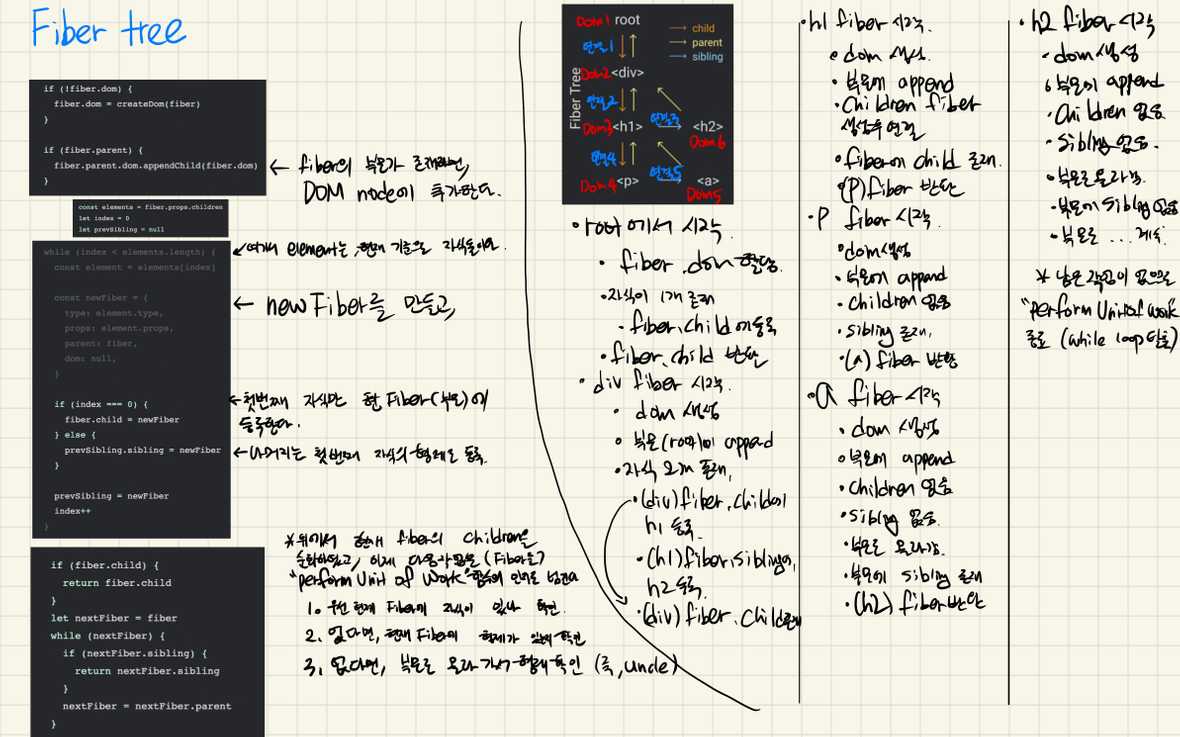 Fiber tree
if (!fiber.dom) {
fiber.dom = createDom(fiber)
}
if (fiber.parent) {
fiber.parent.dom.appendChild(fiber.dom)
}
← fiber의 부모가 존재하면,
DOM node에 추가한다.
const elements = fiber.props.children
let index = 0
let prevSibling = null
while (index < elements.length) {
const element = elements[index]
const newFiber = {
type: element.type,
props: element.props,
parent: fiber,
dom: null,
}
if (index === 0) {
fiber.child = newFiber
} else {
prevSibling.sibling = newFiber
}
prevSibling = newFiber
index++
}
↙여기서 element는, 현재 기준으로 자식들이다.
← new Fiber를 만들고,
←첫번째 자식만 현 Fiber(부모)에
등록한다.
←나머지는 첫번째 자식의 형제로 등록.
if (fiber.child) {
return fiber.child
}
let nextFiber = fiber
while (nextFiber) {
if (nextFiber.sibling) {
return nextFiber.sibling
}
nextFiber = nextFiber.parent
}
*위에서 현재 fiber의 children을
순회하였고, 이제 다음작업을 (Fiber을)
"perform Unit of Work" 함수의 인자로
1. 우선 현재 Fiber에 자식이 있나 확인.
2. 없다면, 현재 Fiber에 형제가 있나 확인
3. 없다면, 부모로 올라가서 형제 확인 (즉, uncle)
Fiber Tree
Dom1 root
연결1
Dom2 <div>
연결2
Dom3 <h1>
연결3
<h2>
Dom6
연결4
Dom4 <p>
연결5
<a>
Dom5
child
parent
sibling
•root 에서 시작
• fiber.dom 할당.
•자식이 1개 존재
•fiber.child에 등록
•fiber.child 반환
•div fiber 시작.
• dom 생성
• 부모(root)에 append
•자식 2개 존재,
•(div)fiber.child에
h1 등록
•(h1)fiber.sibling에,
h2 등록.
•(div)fiber.child 존재
•h1 fiber 시작.
• dom 생성.
•부모에 append
•Children fiber
생성후 연결
•fiber에 child 존재.
•(P)fiber 반환
•P fiber 시작
•dom생성
•부모에 append
•children 없음
•sibling 존재,
•(a) fiber 반환
•a fiber 시작
• dom 생성
•부모에 append
•children 없음
•sibling 없음.
•부모로 올라감.
•부모에 sibling 존재
•(h2) fiber반환
•h2 fiber 시작
•dom생성
•부모에 append
•Children 없음
•sibling 없음.
•부모로올라감.
•부모에 sibling 없음
•부모로 ... 계속.
* 남은 작업이 없으므로
"perform Unit of work"
종료 (while loop 탈출)